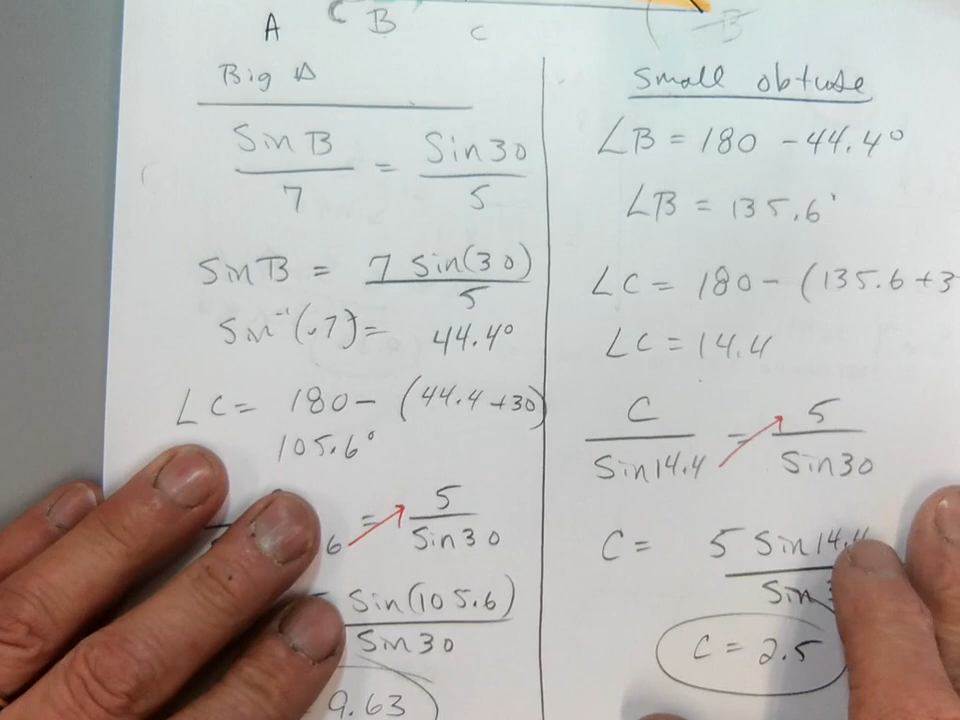 A B C
Big △
Sin B / 7 = Sin 30 / 5
Sin B = 7 Sin(30) / 5
Sin⁻¹(.7) = 44.4°
∠C = 180 - (44.4 + 30)
105.6°
6 = 5 / Sin 30
Sin(105.6) / Sin 30
9.63
B
Small obtuse
∠B = 180 - 44.4°
∠B = 135.6°
∠C = 180 - (135.6 + 3
∠C = 14.4
C / Sin 14.4 = 5 / Sin 30
C = 5 Sin 14.4 / Sin 3
C = 2.5